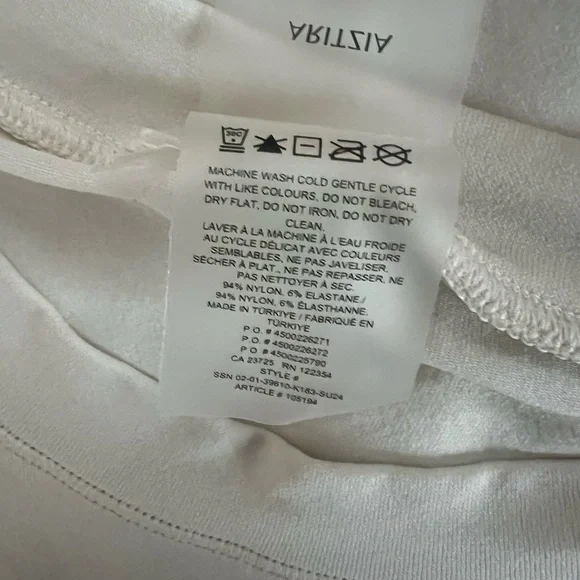 ARITZIA
30C
MACHINE WASH COLD GENTLE CYCLE
WITH LIKE COLOURS, DO NOT BLEACH,
DRY FLAT, DO NOT IRON, DO NOT DRY
CLEAN.
LAVER À LA MACHINE À L'EAU FROIDE
AU CYCLE DÉLICAT AVEC COULEURS
SEMBLABLES, NE PAS JAVELISER,
SÉCHER À PLAT., NE PAS REPASSER, NE
PAS NETTOYER À SEC.
94% NYLON, 6% ELASTANE./
94% NYLON, 6% ÉLASTHANNE.
MADE IN TÜRKIYE / FABRIQUÉ EN
TÜRKIYE
P.O. # 4500226271
P.O. # 4500226272
P.O. # 4500225790
CA 23725 RN 122354
STYLE #
SSN 02-01-39810-K183-SU24
ARTICLE # 105194